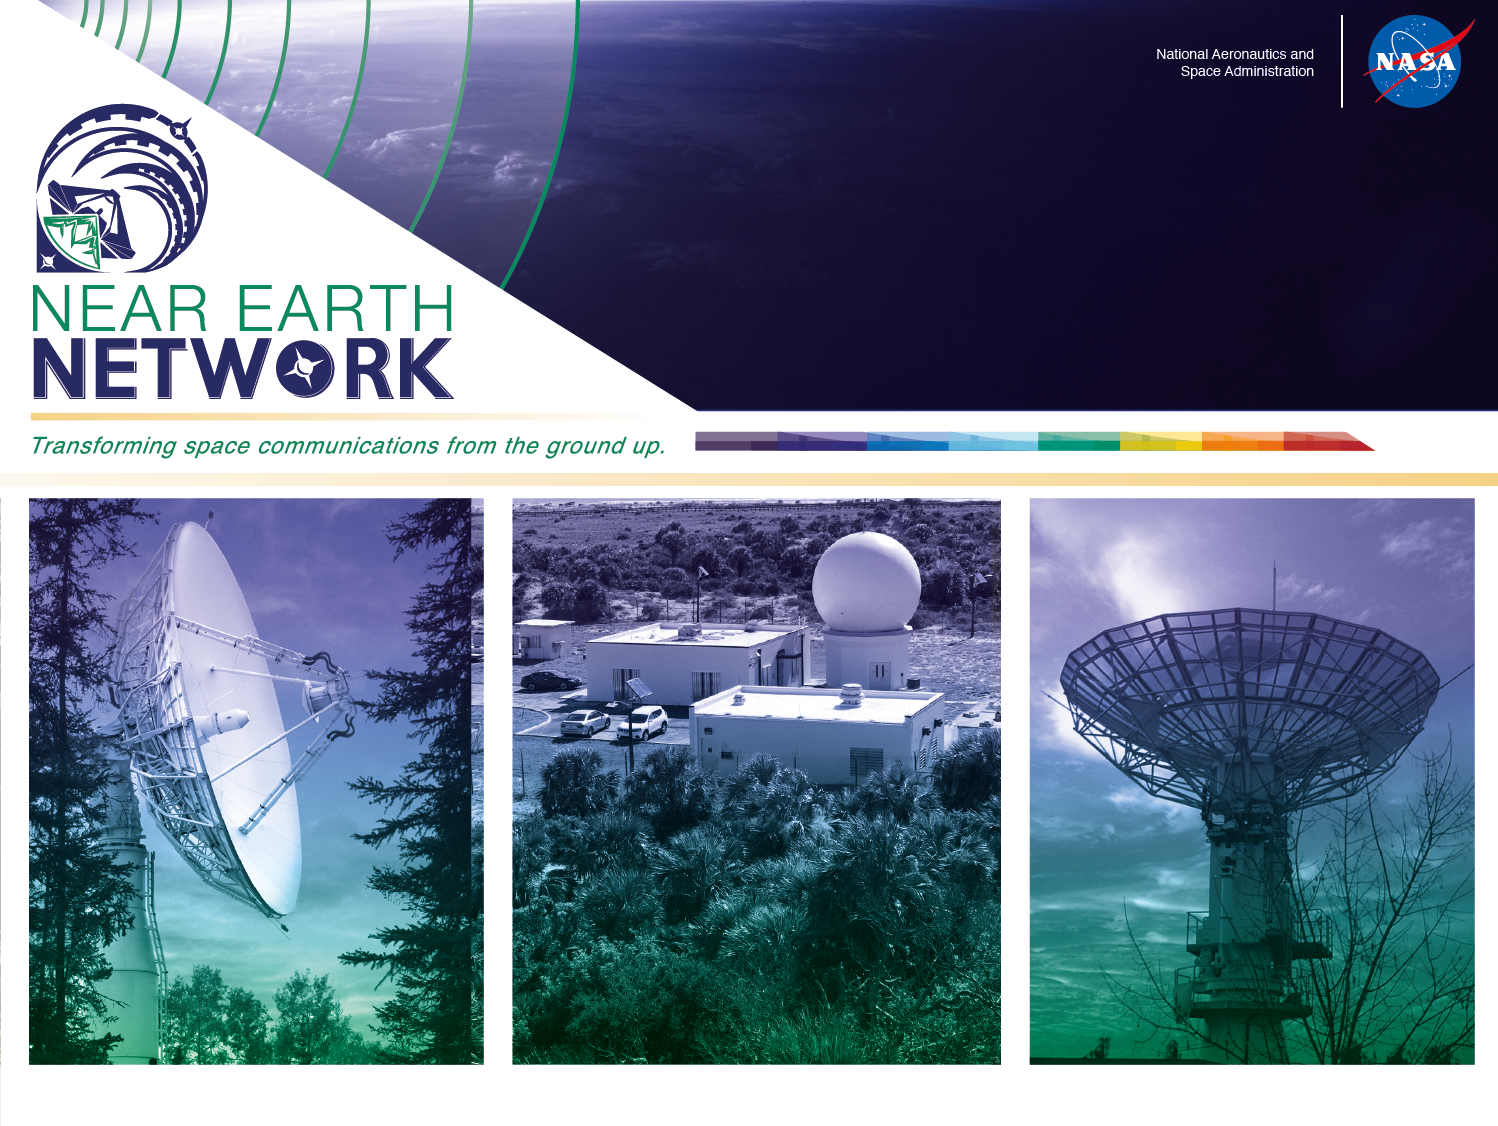 National Aeronautics and
Space Administration
NASA
NEAR EARTH
NETWORK
Transforming space communications from the ground up.